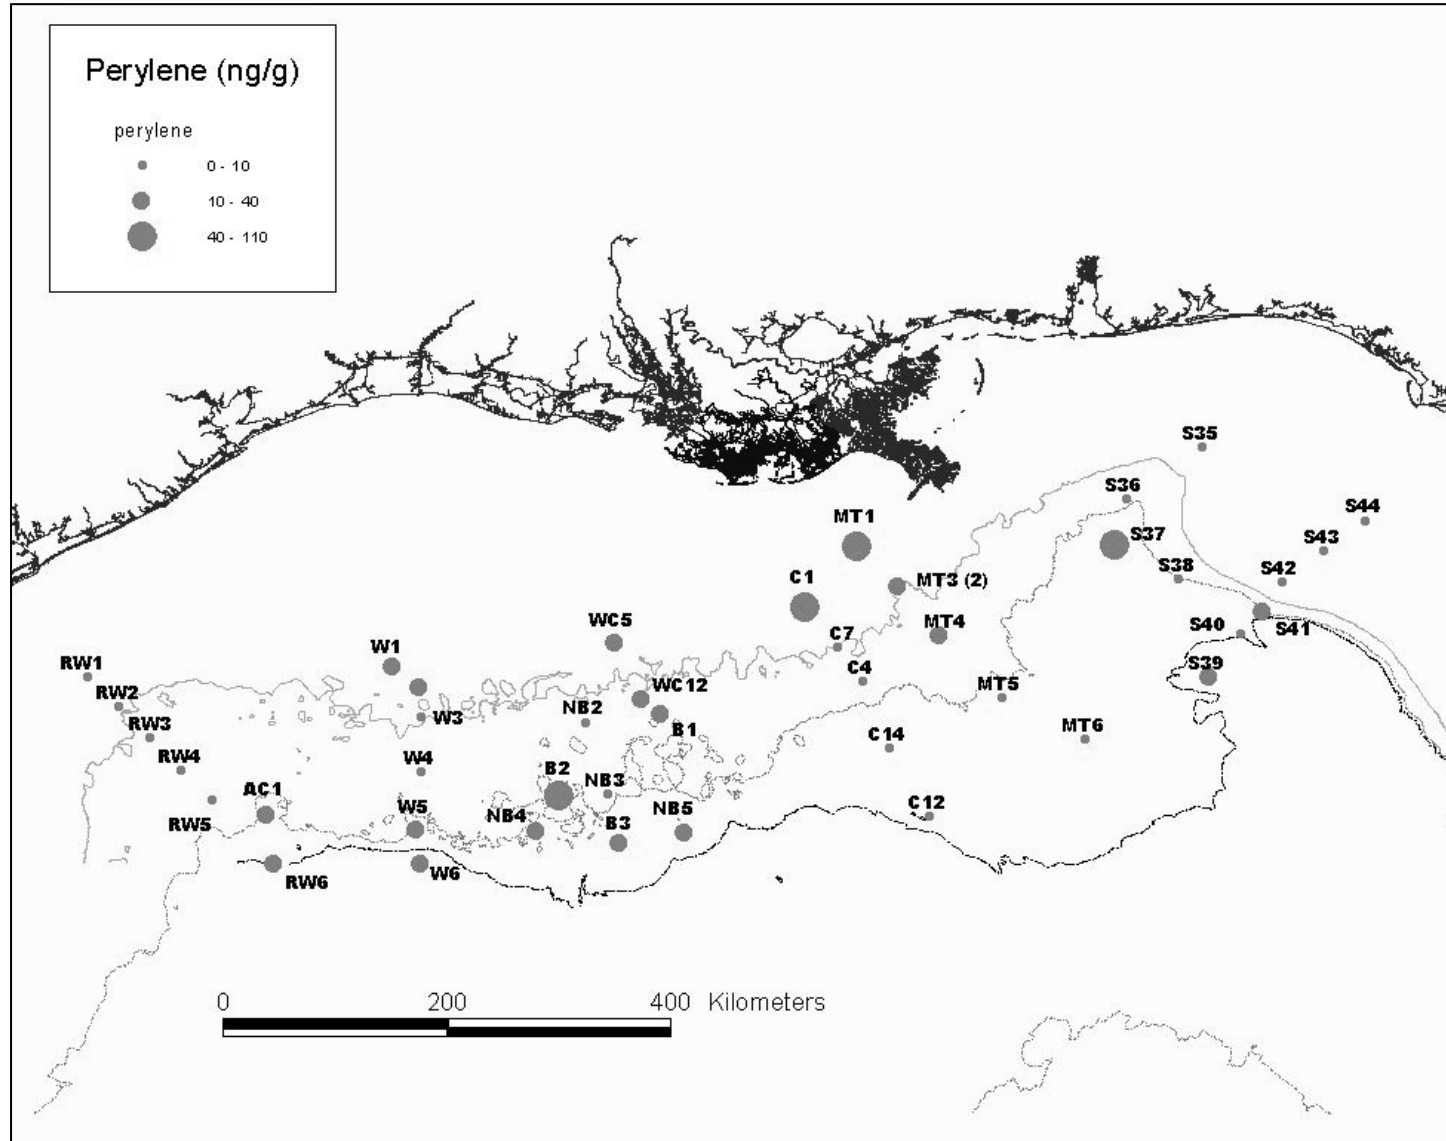 Perylene (ng/g)
perylene
0 - 10
10 - 40
40 - 110
S35
S36
S44
MT1
S37
S43
S38
S42
C1
MT3 (2)
WC5
MT4
S40
S41
W1
C7
RW1
C4
S39
RW2
WC12
MT5
RW3
W3
NB2
B1
MT6
RW4
W4
C14
B2
NB3
AC1
W5
NB4
NB5
C12
RW5
B3
RW6
W6
0 200 400 Kilometers